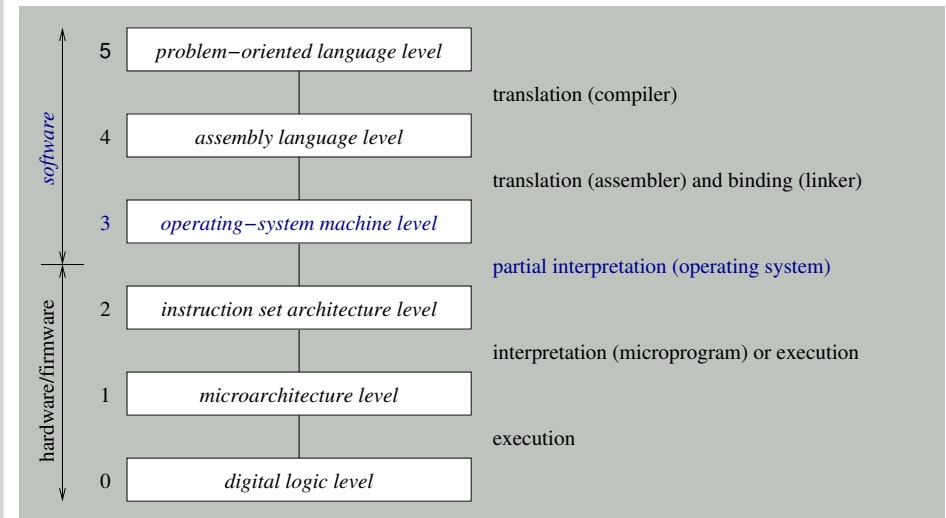 5 problem−oriented language level
translation (compiler)
4 assembly language level
software
translation (assembler) and binding (linker)
3 operating−system machine level
partial interpretation (operating system)
2 instruction set architecture level
hardware/firmware
interpretation (microprogram) or execution
1 microarchitecture level
execution
0 digital logic level